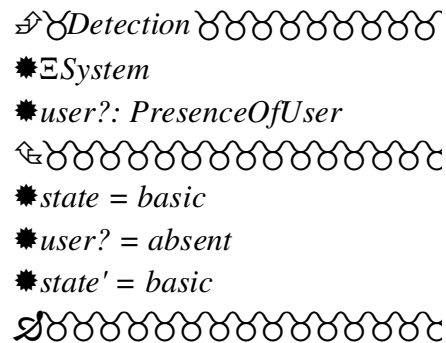 Detection
ΞSystem
user?: PresenceOfUser
state = basic
user? = absent
state' = basic